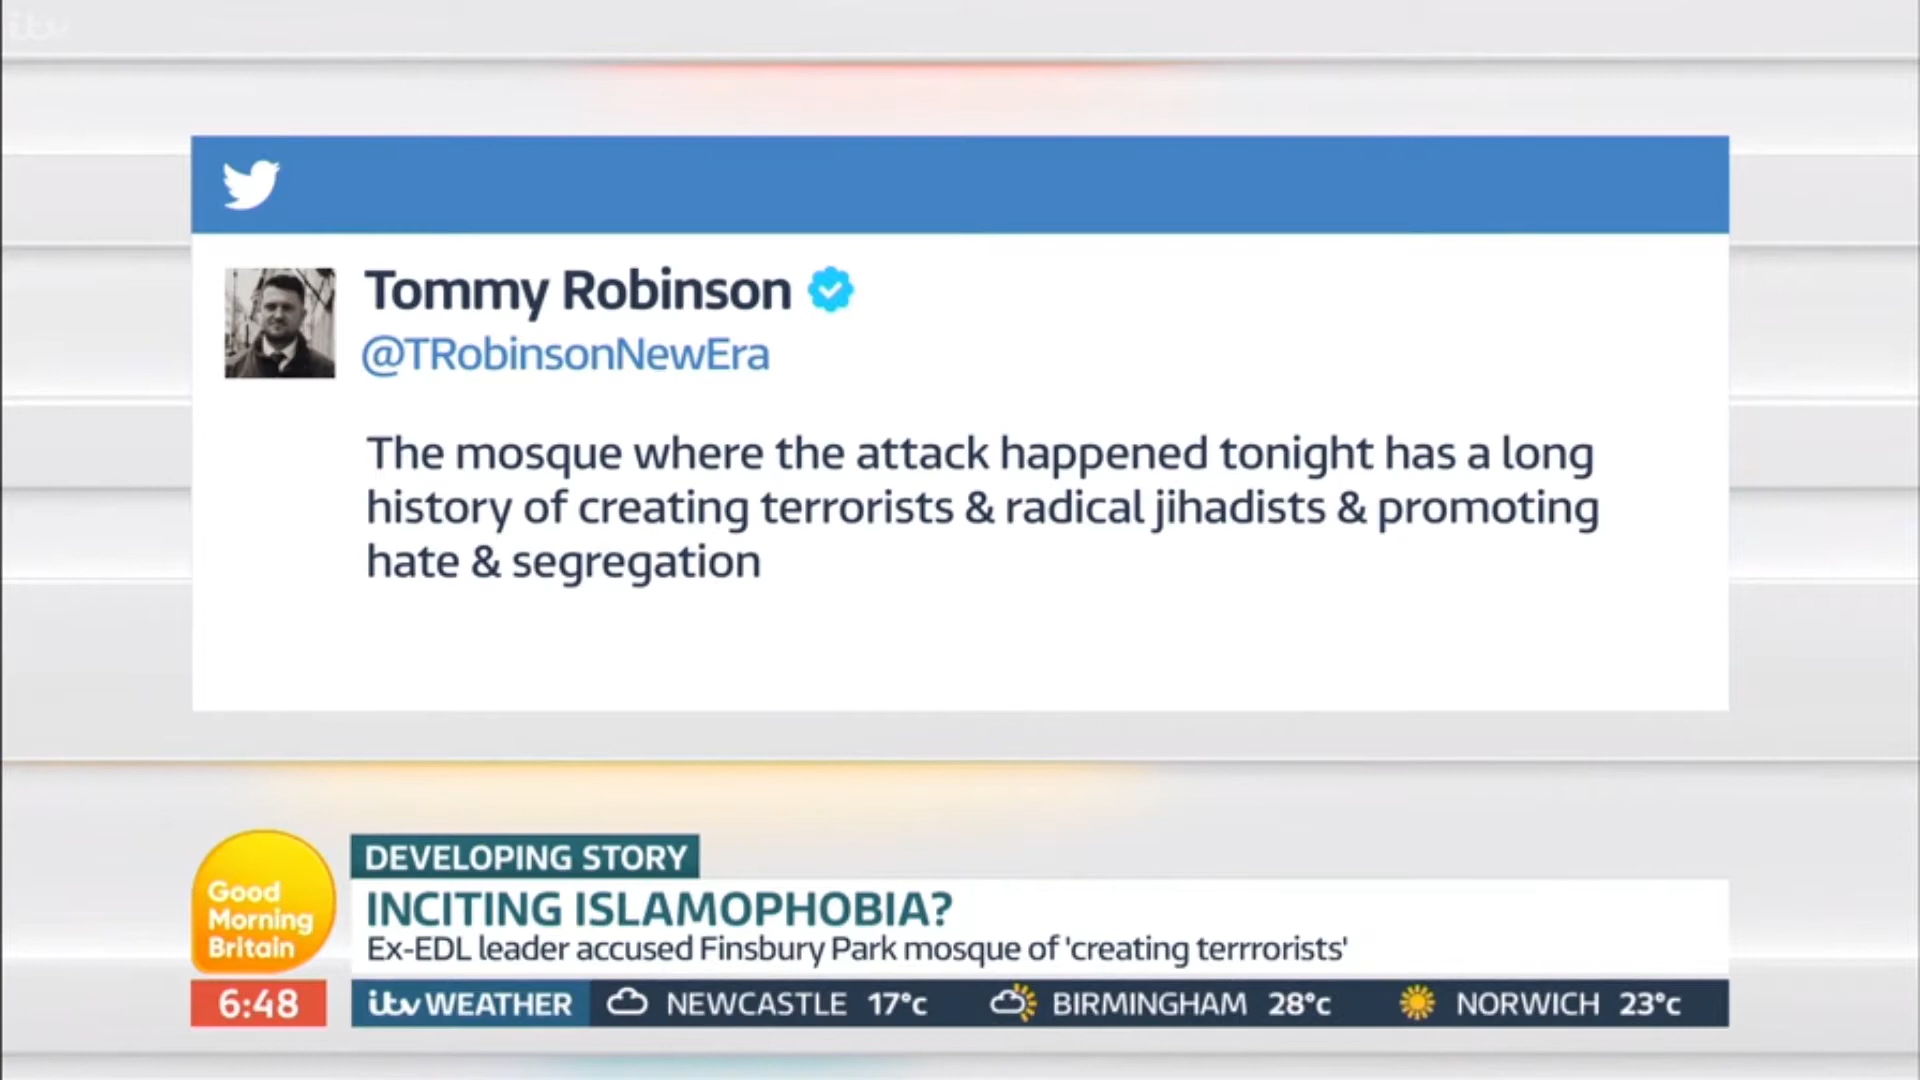 itv
Tommy Robinson
@TRobinsonNewEra
The mosque where the attack happened tonight has a long
history of creating terrorists & radical jihadists & promoting
hate & segregation
DEVELOPING STORY
Good
Morning
Britain
INCITING ISLAMOPHOBIA?
Ex-EDL leader accused Finsbury Park mosque of 'creating terrrorists'
6:48
itv WEATHER NEWCASTLE 17°c BIRMINGHAM 28°c NORWICH 23°c